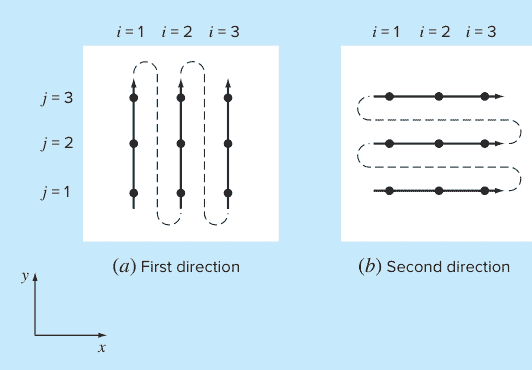 i = 1 i = 2 i = 3
j = 3
j = 2
j = 1
(a) First direction
i = 1 i = 2 i = 3
(b) Second direction
y
x